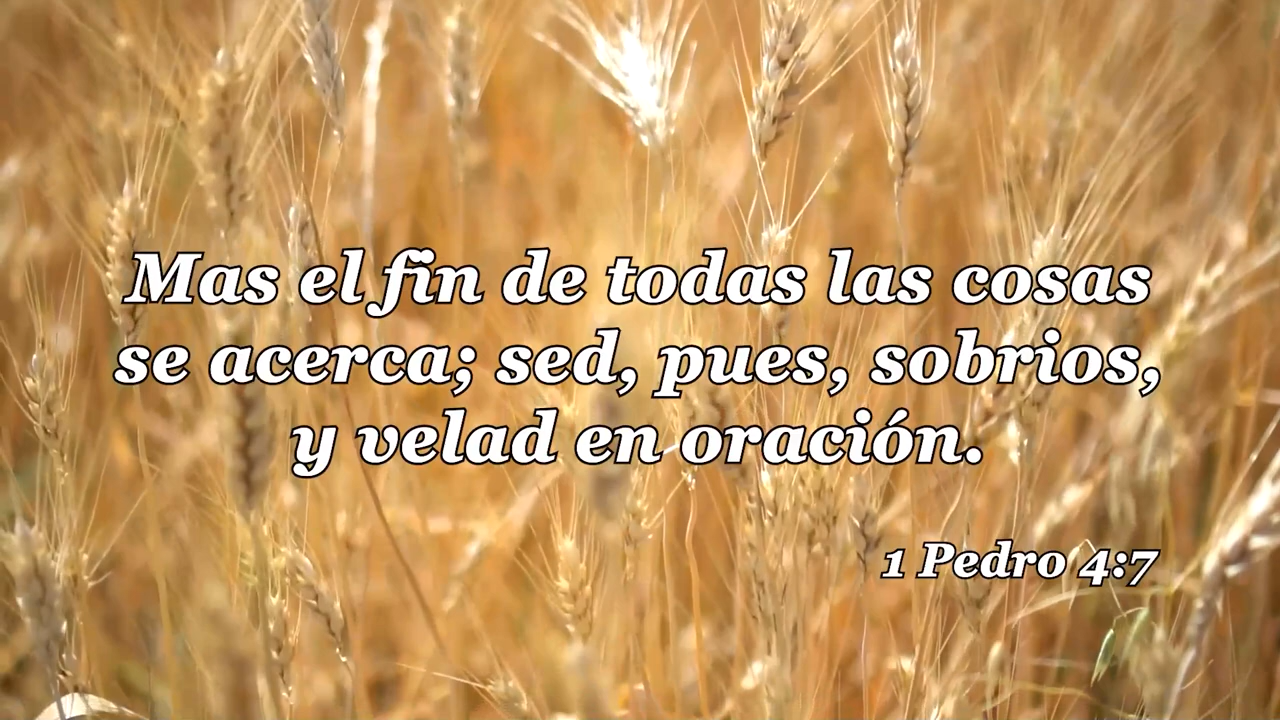 Mas el fin de todas las cosas
se acerca; sed, pues, sobrios,
y velad en oración.
1 Pedro 4:7